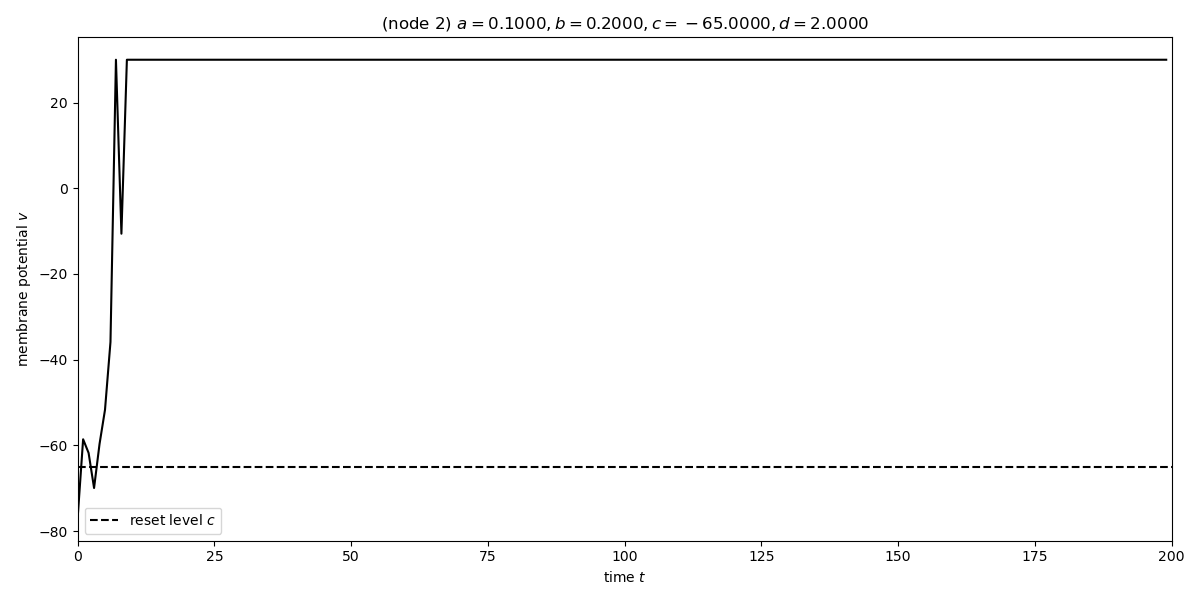 (node 2) a = 0.1000, b = 0.2000, c = −65.0000, d = 2.0000
membrane potential v
20
0
−20
−40
−60
−80
reset level c
0 25 50 75 100 125 150 175 200
time t